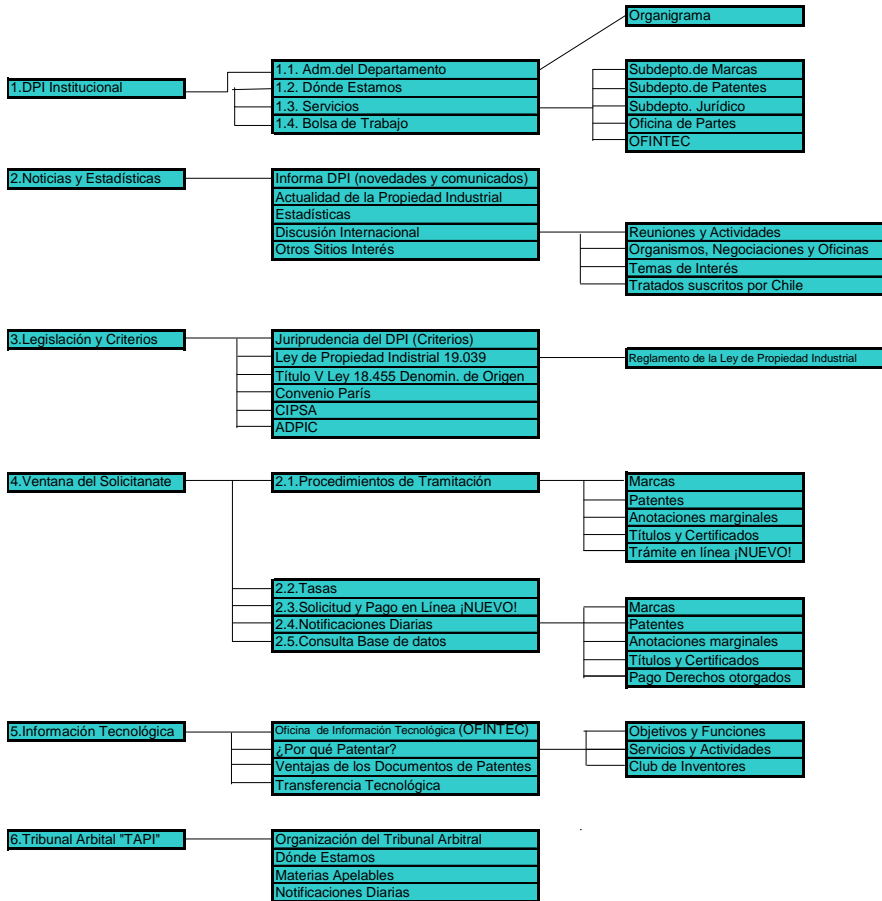 Organigrama
1.DPI Institucional
1.1. Adm.del Departamento
1.2. Dónde Estamos
1.3. Servicios
1.4. Bolsa de Trabajo
Subdepto.de Marcas
Subdepto.de Patentes
Subdepto. Jurídico
Oficina de Partes
OFINTEC
2.Noticias y Estadísticas
Informa DPI (novedades y comunicados)
Actualidad de la Propiedad Industrial
Estadísticas
Discusión Internacional
Otros Sitios Interés
Reuniones y Actividades
Organismos, Negociaciones y Oficinas
Temas de Interés
Tratados suscritos por Chile
3.Legislación y Criterios
Juriprudencia del DPI (Criterios)
Ley de Propiedad Indistrial 19.039
Título V Ley 18.455 Denomin. de Origen
Convenio París
CIPSA
ADPIC
Reglamento de la Ley de Propiedad Industrial
4.Ventana del Solicitanate
2.1.Procedimientos de Tramitación
Marcas
Patentes
Anotaciones marginales
Títulos y Certificados
Trámite en línea ¡NUEVO!
2.2.Tasas
2.3.Solicitud y Pago en Línea ¡NUEVO!
2.4.Notificaciones Diarias
2.5.Consulta Base de datos
Marcas
Patentes
Anotaciones marginales
Títulos y Certificados
Pago Derechos otorgados
5.Información Tecnológica
Oficina de Información Tecnológica (OFINTEC)
¿Por qué Patentar?
Ventajas de los Documentos de Patentes
Transferencia Tecnológica
Objetivos y Funciones
Servicios y Actividades
Club de Inventores
6.Tribunal Arbital "TAPI"
Organización del Tribunal Arbitral
Dónde Estamos
Materias Apelables
Notificaciones Diarias